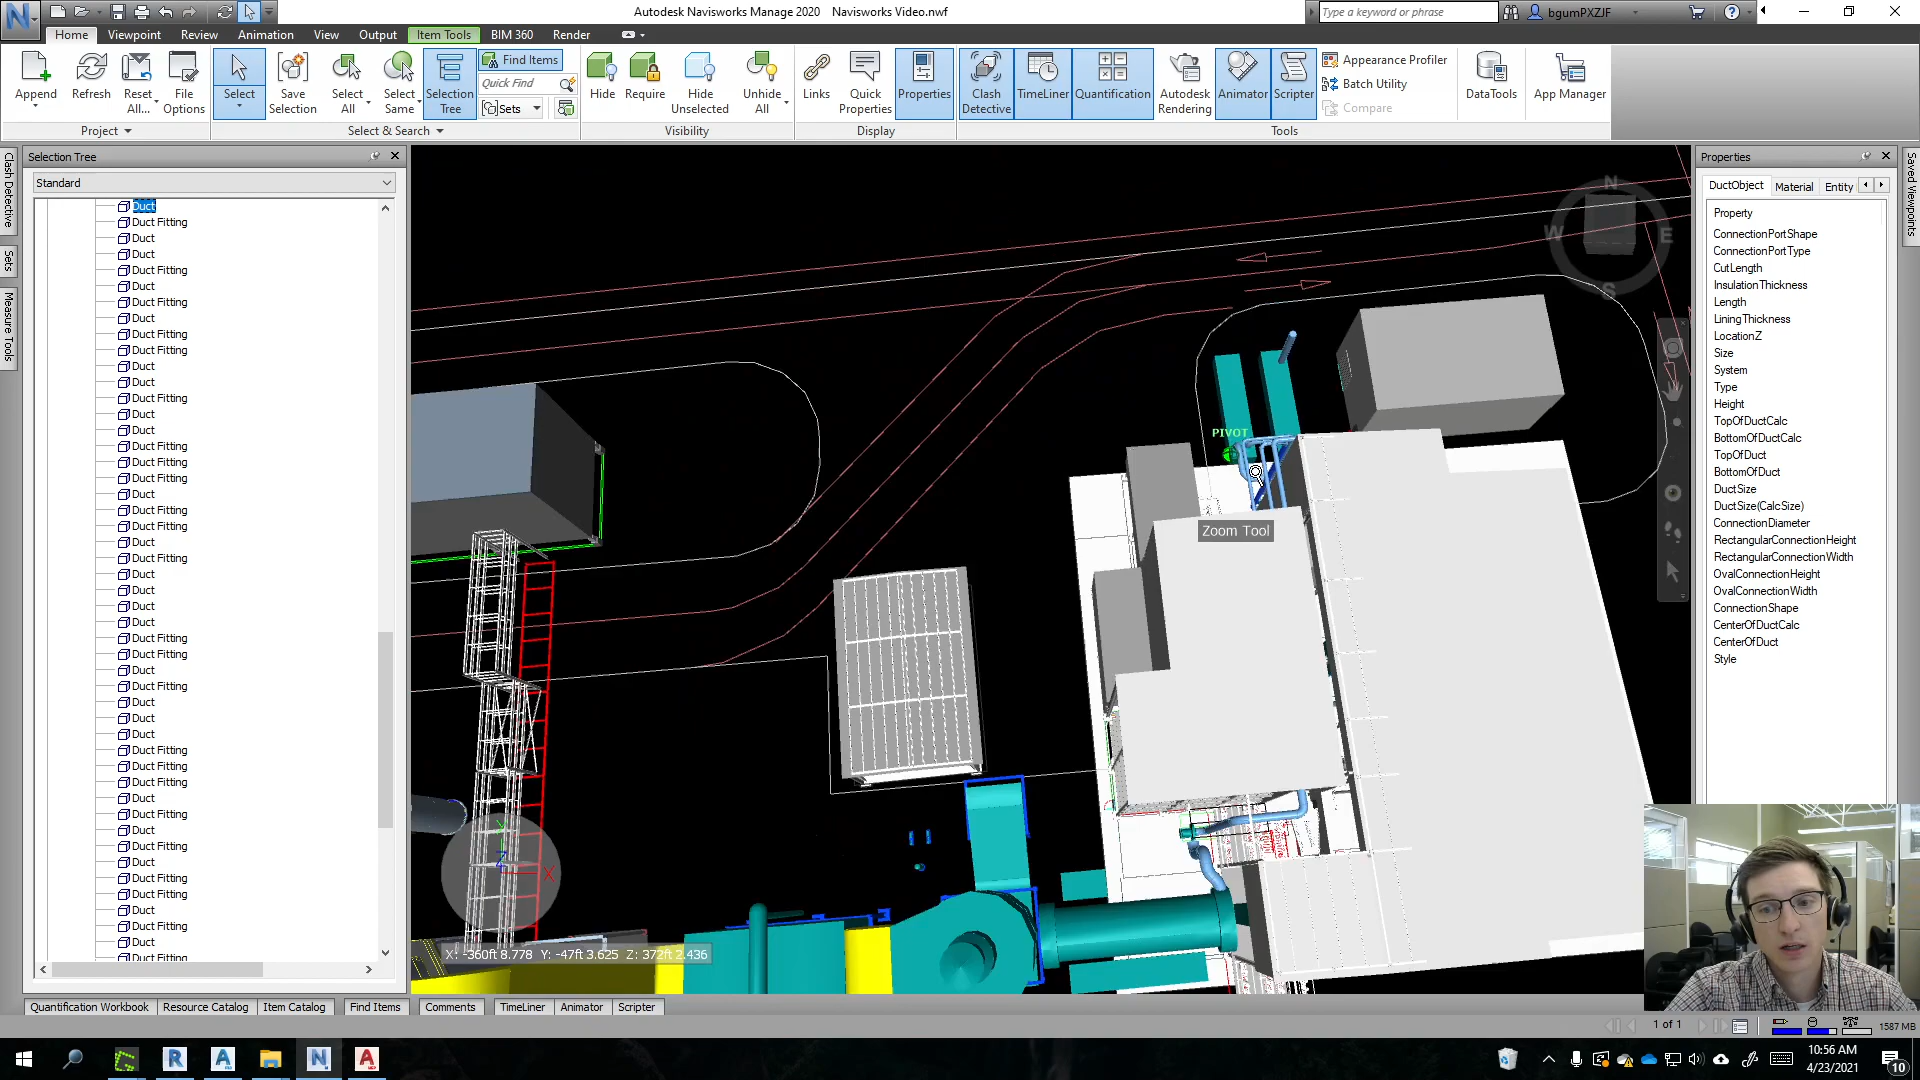 Autodesk Navisworks Manage 2020 Navisworks Video.nwf
Type a keyword or phrase
bgumPXZJF
Home Viewpoint Review Animation View Output Item Tools BIM 360 Render
Append
Refresh
Reset
All...
File
Options
Project
Select
Save
Selection
Select
All
Select
Same
Selection
Tree
Find Items
Quick Find
Sets
Select & Search
Hide
Require
Hide
Unselected
Unhide
All
Visibility
Links
Quick
Properties
Properties
Display
Clash
Detective
TimeLiner
Quantification
Autodesk
Rendering
Animator
Scripter
Appearance Profiler
Batch Utility
Compare
Tools
DataTools
App Manager
Clash Detective
Sets
Measure Tools
Selection Tree
Standard
Duct
Duct Fitting
Duct
Duct
Duct Fitting
Duct
Duct Fitting
Duct
Duct Fitting
Duct Fitting
Duct
Duct
Duct Fitting
Duct
Duct
Duct Fitting
Duct Fitting
Duct Fitting
Duct
Duct Fitting
Duct Fitting
Duct
Duct Fitting
Duct
Duct
Duct
Duct
Duct Fitting
Duct Fitting
Duct
Duct Fitting
Duct
Duct
Duct
Duct Fitting
Duct Fitting
Duct Fitting
Duct
Duct Fitting
Duct
Duct Fitting
Duct
Duct Fitting
Duct Fitting
Duct
Duct Fitting
Duct
Duct Fitting
PIVOT
Zoom Tool
N
W
E
S
Y
Z
X
X: -360ft 8.778 Y: -47ft 3.625 Z: 372ft 2.436
Properties
DuctObject Material Entity
Property
ConnectionPortShape
ConnectionPortType
CutLength
InsulationThickness
Length
LiningThickness
LocationZ
Size
System
Type
Height
TopOfDuctCalc
BottomOfDuctCalc
TopOfDuct
BottomOfDuct
DuctSize
DuctSize(CalcSize)
ConnectionDiameter
RectangularConnectionHeight
RectangularConnectionWidth
OvalConnectionHeight
OvalConnectionWidth
ConnectionShape
CenterOfDuctCalc
CenterOfDuct
Style
Saved Viewpoints
Quantification Workbook Resource Catalog Item Catalog Find Items Comments TimeLiner Animator Scripter
1 of 1
1587 MB
10:56 AM
4/23/2021
10